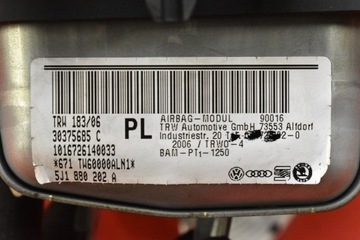 TRW 183/06
30375685 C
1016726140033
*671 TW60000ALN1*
5J1 880 202 A
PL
AIRBAG-MODUL 90016
TRW Automotive GmbH 73553 Alfdorf
Industriestr. 20
2006 / TRWO-4
BAM-PT1-1250